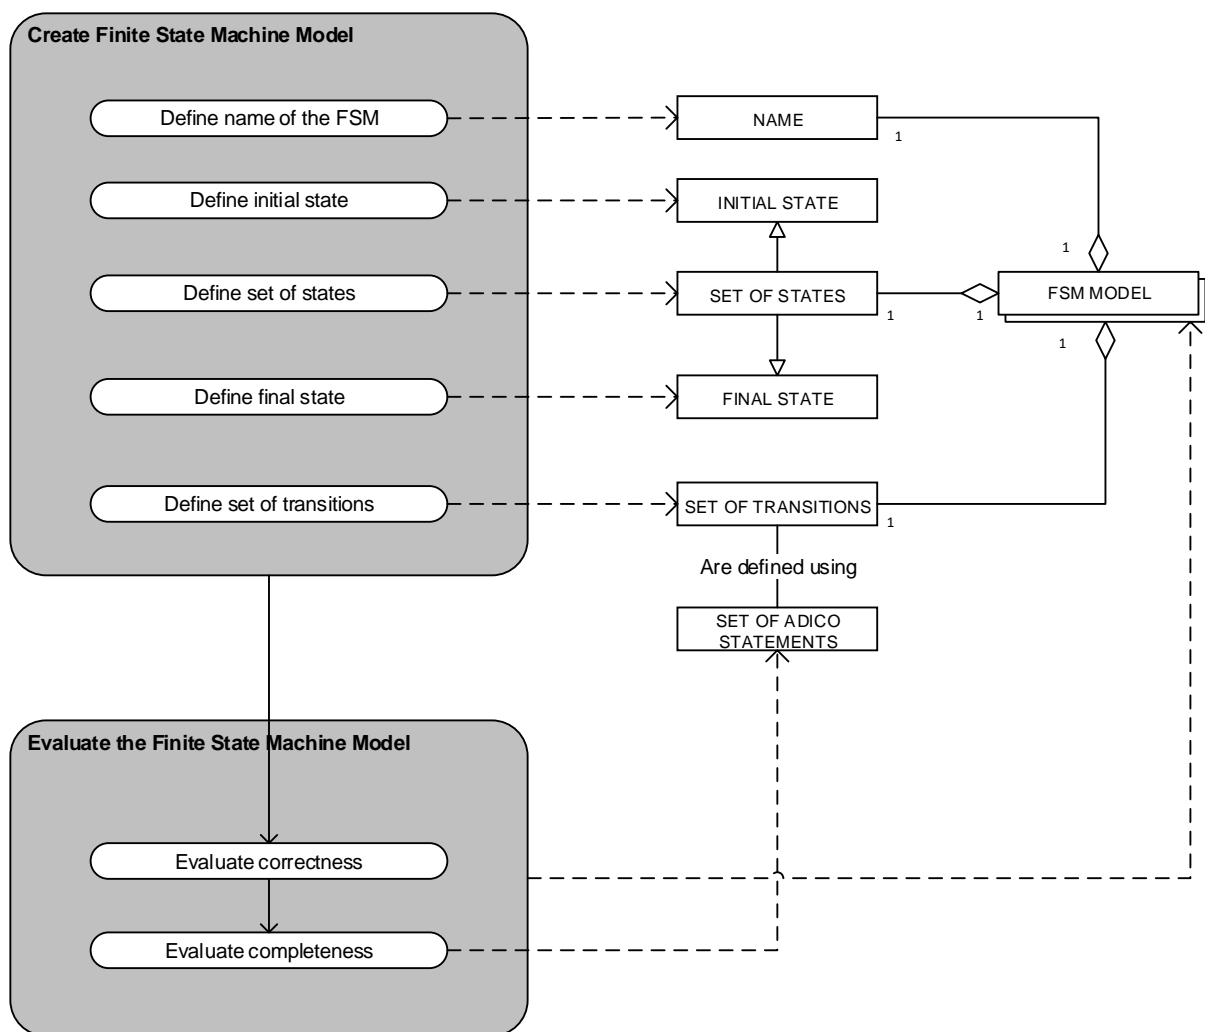 Create Finite State Machine Model
Define name of the FSM
NAME
1
Define initial state
INITIAL STATE
1
Define set of states
SET OF STATES
FSM MODEL
1
1
1
Define final state
FINAL STATE
Define set of transitions
SET OF TRANSITIONS
1
Are defined using
SET OF ADICO
STATEMENTS
Evaluate the Finite State Machine Model
Evaluate correctness
Evaluate completeness